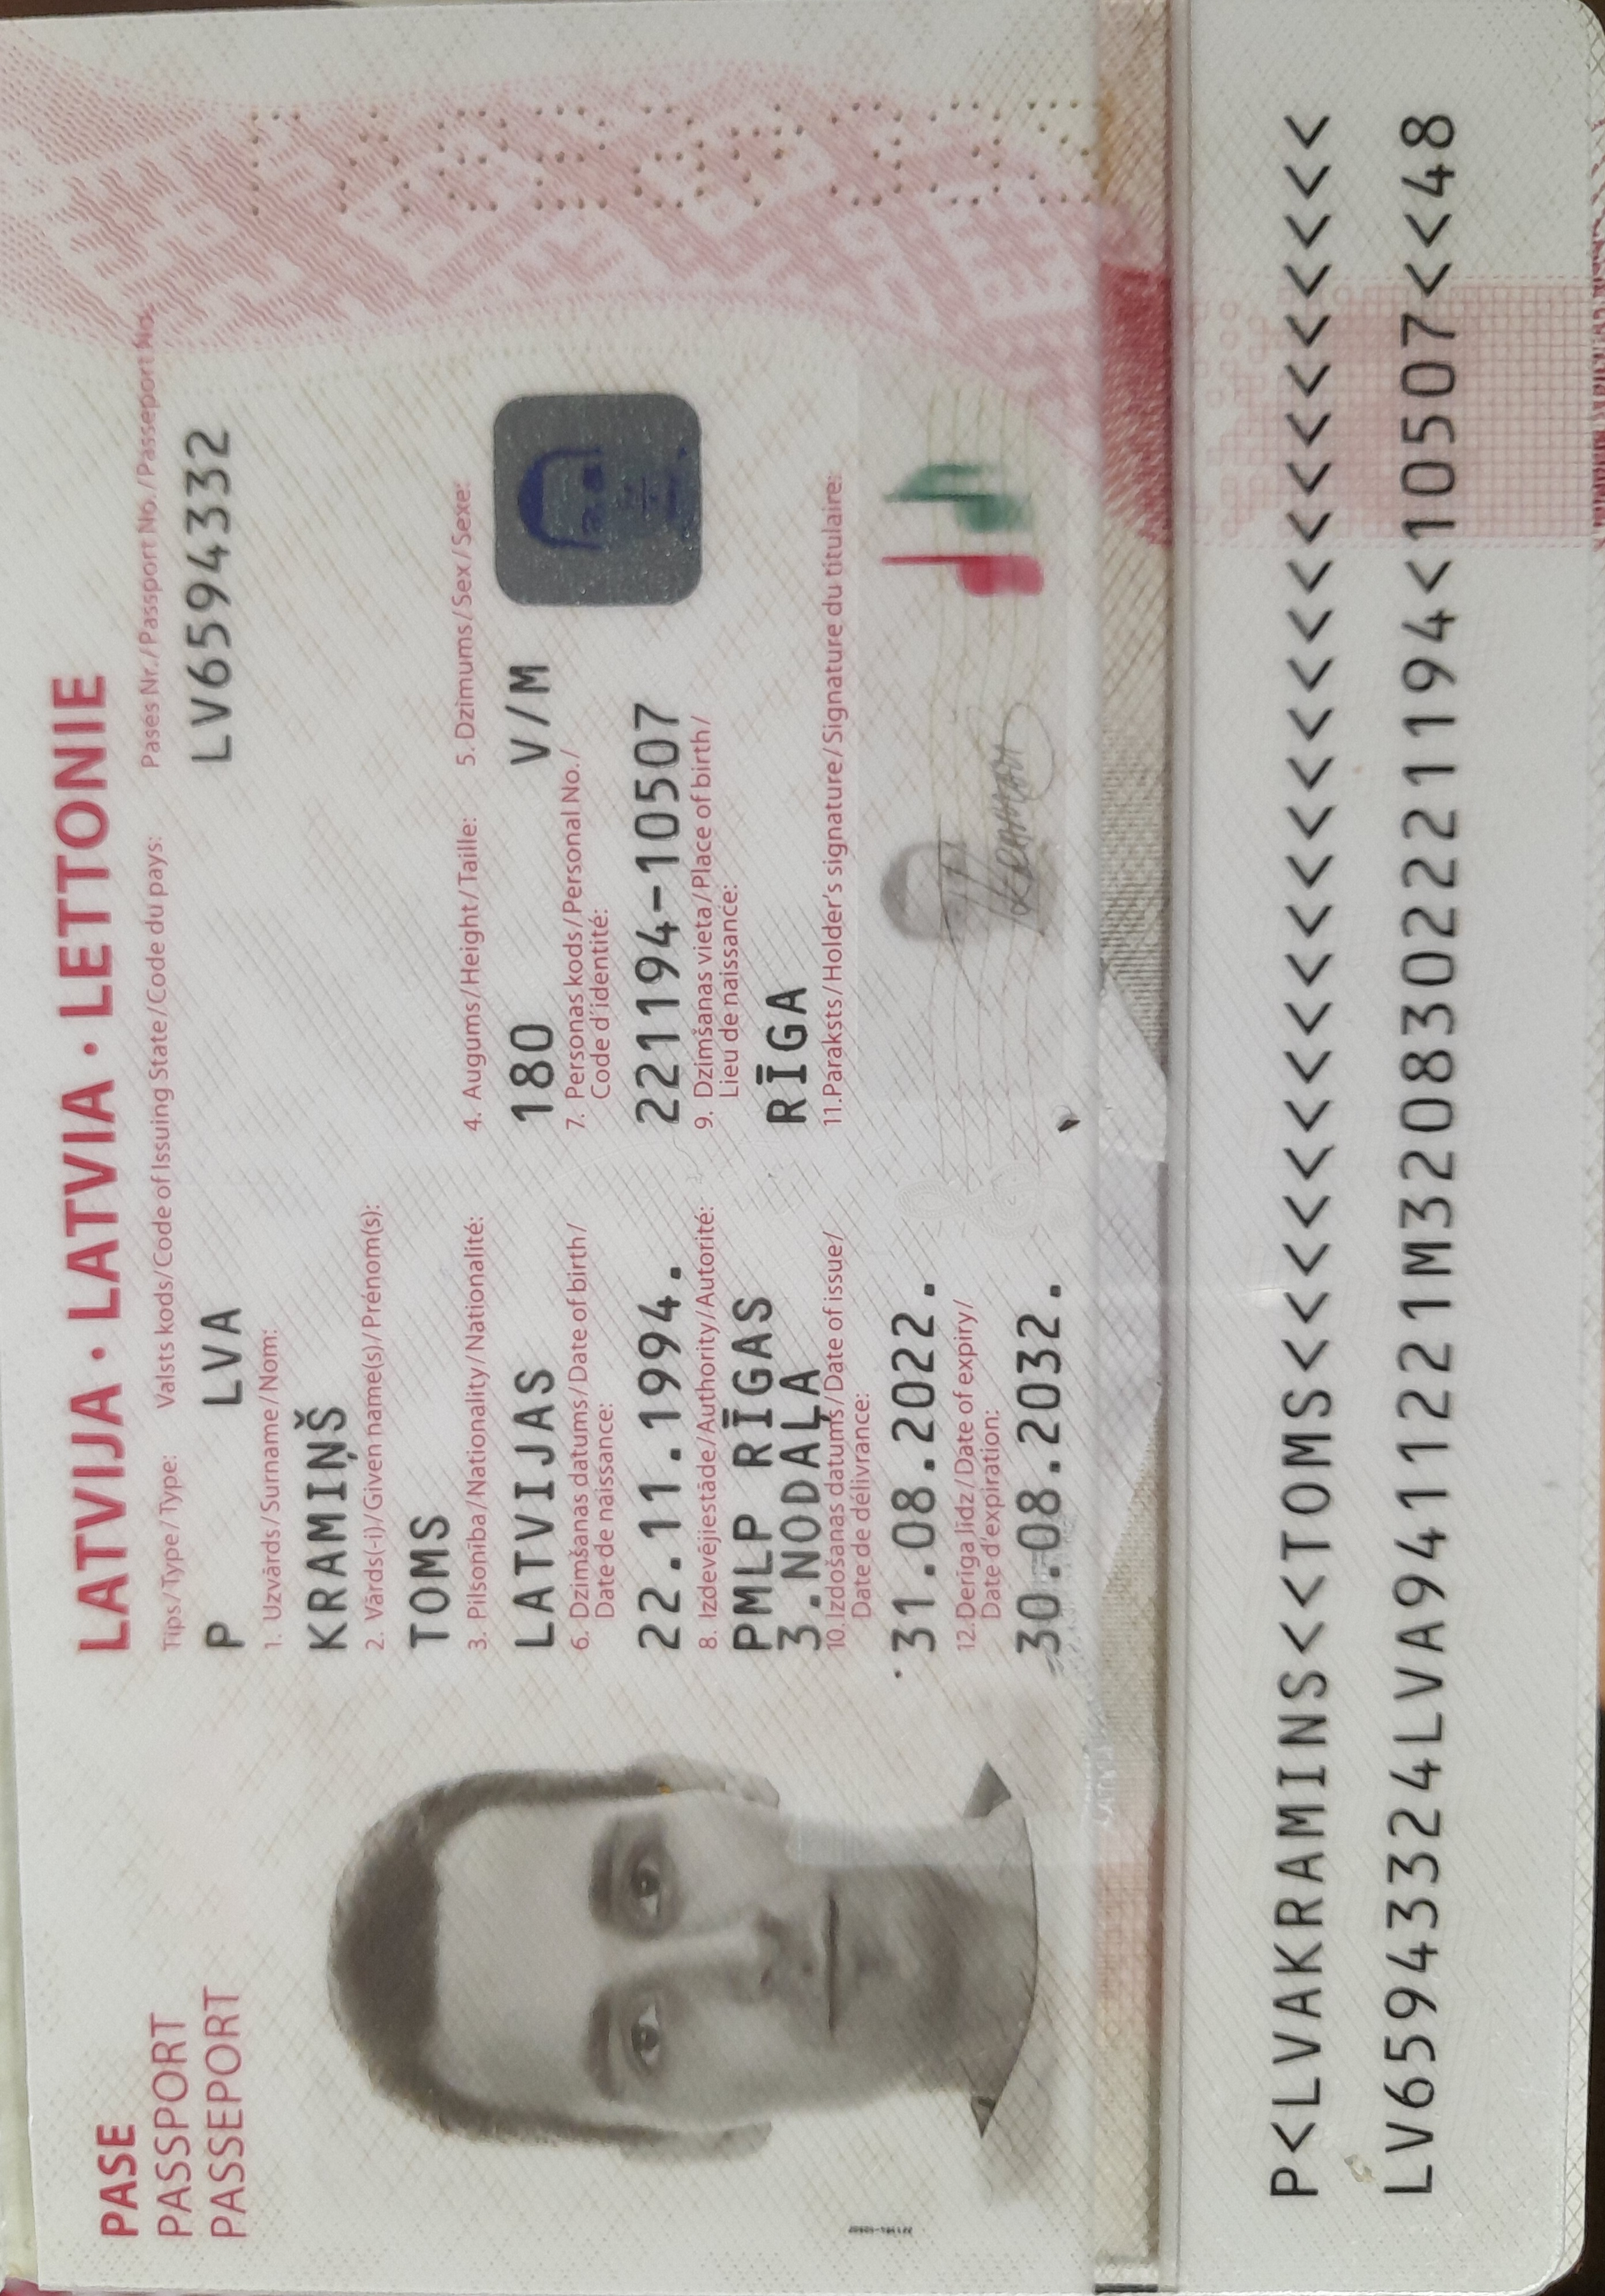 PASE
PASSPORT
PASSEPORT
LATVIJA · LATVIA · LETTONIE
Tips/Type/Type: Valsts kods/Code of Issuing State/Code du pays: Pases Nr./Passport No./Passeport No.
P LVA LV6594332
1. Uzvārds/Surname/Nom:
KRAMIŅŠ
2. Vārds(-i)/Given name(s)/Prénom(s):
TOMS
3. Pilsonība/Nationality/Nationalité: 4. Augums/Height/Taille: 5. Dzimums/Sex/Sexe:
LATVIJAS 180 V/M
6. Dzimšanas datums/Date of birth/ 7. Personas kods/Personal No./
Date de naissance: Code d'identité:
22.11.1994. 221194-10507
8. Izdevējiestāde/Authority/Autorité: 9. Dzimšanas vieta/Place of birth/
Lieu de naissance:
PMLP RĪGAS
3.NODAĻA RĪGA
10. Izdošanas datums/Date of issue/ 11.Paraksts/Holder's signature/Signature du titulaire:
Date de délivrance:
31.08.2022.
12.Derīga līdz/Date of expiry/
Date d'expiration:
30.08.2032.
P<LVAKRAMINS<<TOMS<<<<<<<<<<<<<<<<<<<<<<<<<<
LV65943324LVA9411221M3208302221194<10507<<48